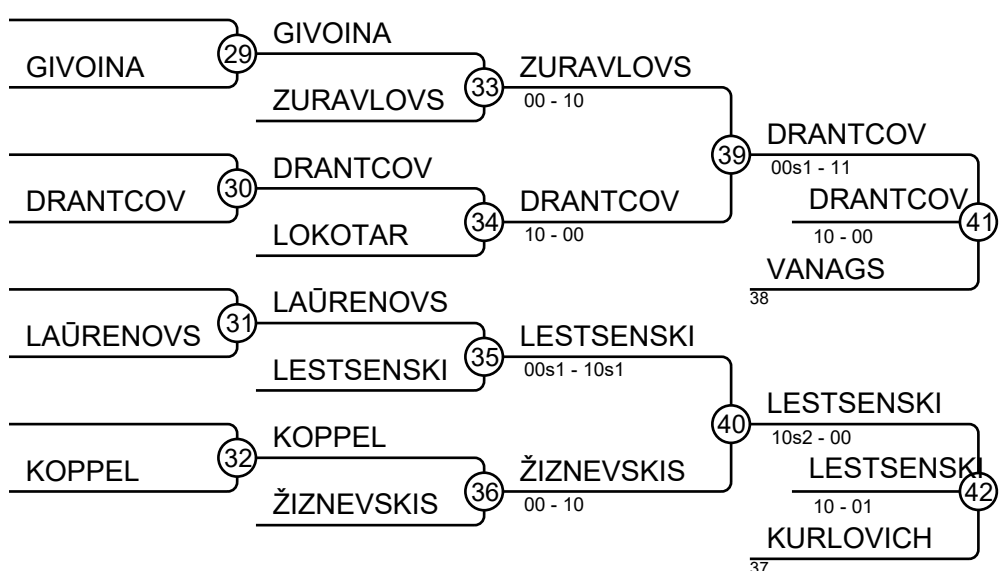 GIVOINA
GIVOINA
29
ZURAVLOVS
33
ZURAVLOVS
00 - 10
DRANTCOV
30
DRANTCOV
LOKOTAR
34
DRANTCOV
10 - 00
39
DRANTCOV
00s1 - 11
DRANTCOV
10 - 00
41
VANAGS
38
LAŪRENOVS
31
LAŪRENOVS
LESTSENSKI
35
LESTSENSKI
00s1 - 10s1
KOPPEL
32
KOPPEL
ŽIZNEVSKIS
36
ŽIZNEVSKIS
00 - 10
40
LESTSENSKI
10s2 - 00
LESTSENSKI
10 - 01
42
KURLOVICH
37